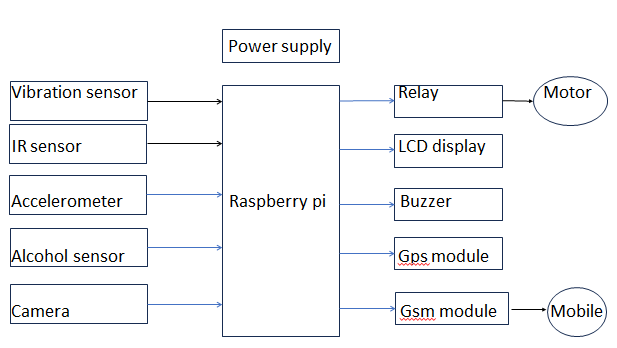 Power supply
Vibration sensor
IR sensor
Accelerometer
Alcohol sensor
Camera
Raspberry pi
Relay
LCD display
Buzzer
Gps module
Gsm module
Motor
Mobile